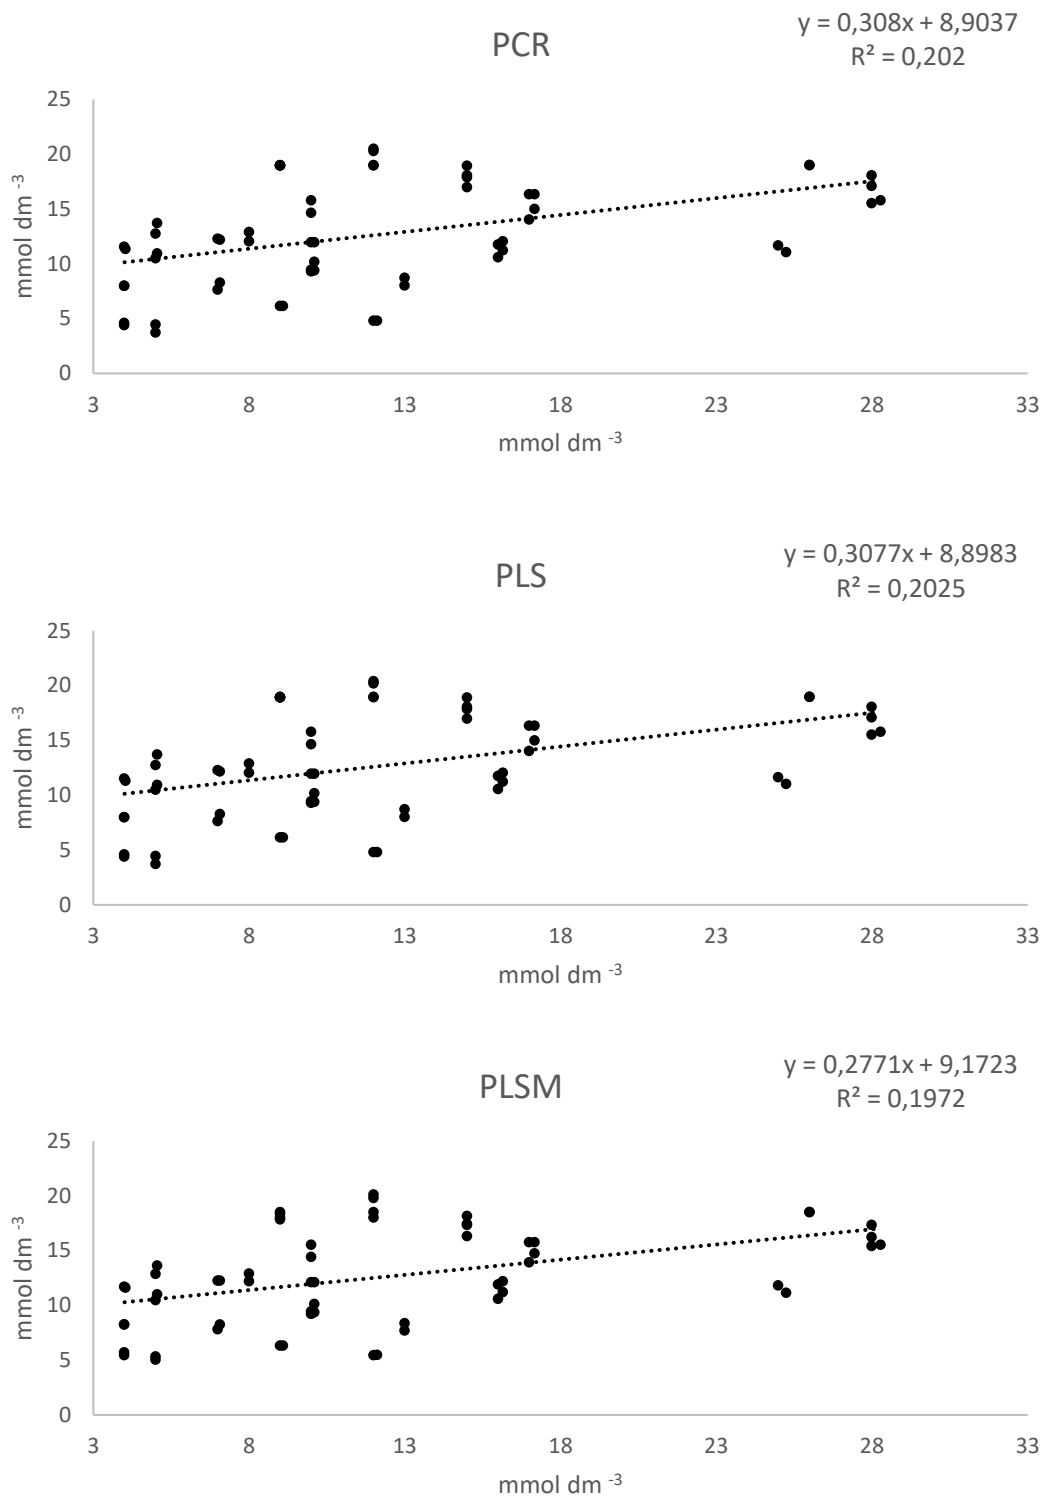 PCR
y = 0,308x + 8,9037
R² = 0,202
25
20
15
10
5
0
mmol dm ⁻³
3 8 13 18 23 28 33
mmol dm ⁻³
PLS
y = 0,3077x + 8,8983
R² = 0,2025
25
20
15
10
5
0
mmol dm ⁻³
3 8 13 18 23 28 33
mmol dm ⁻³
PLSM
y = 0,2771x + 9,1723
R² = 0,1972
25
20
15
10
5
0
mmol dm ⁻³
3 8 13 18 23 28 33
mmol dm ⁻³